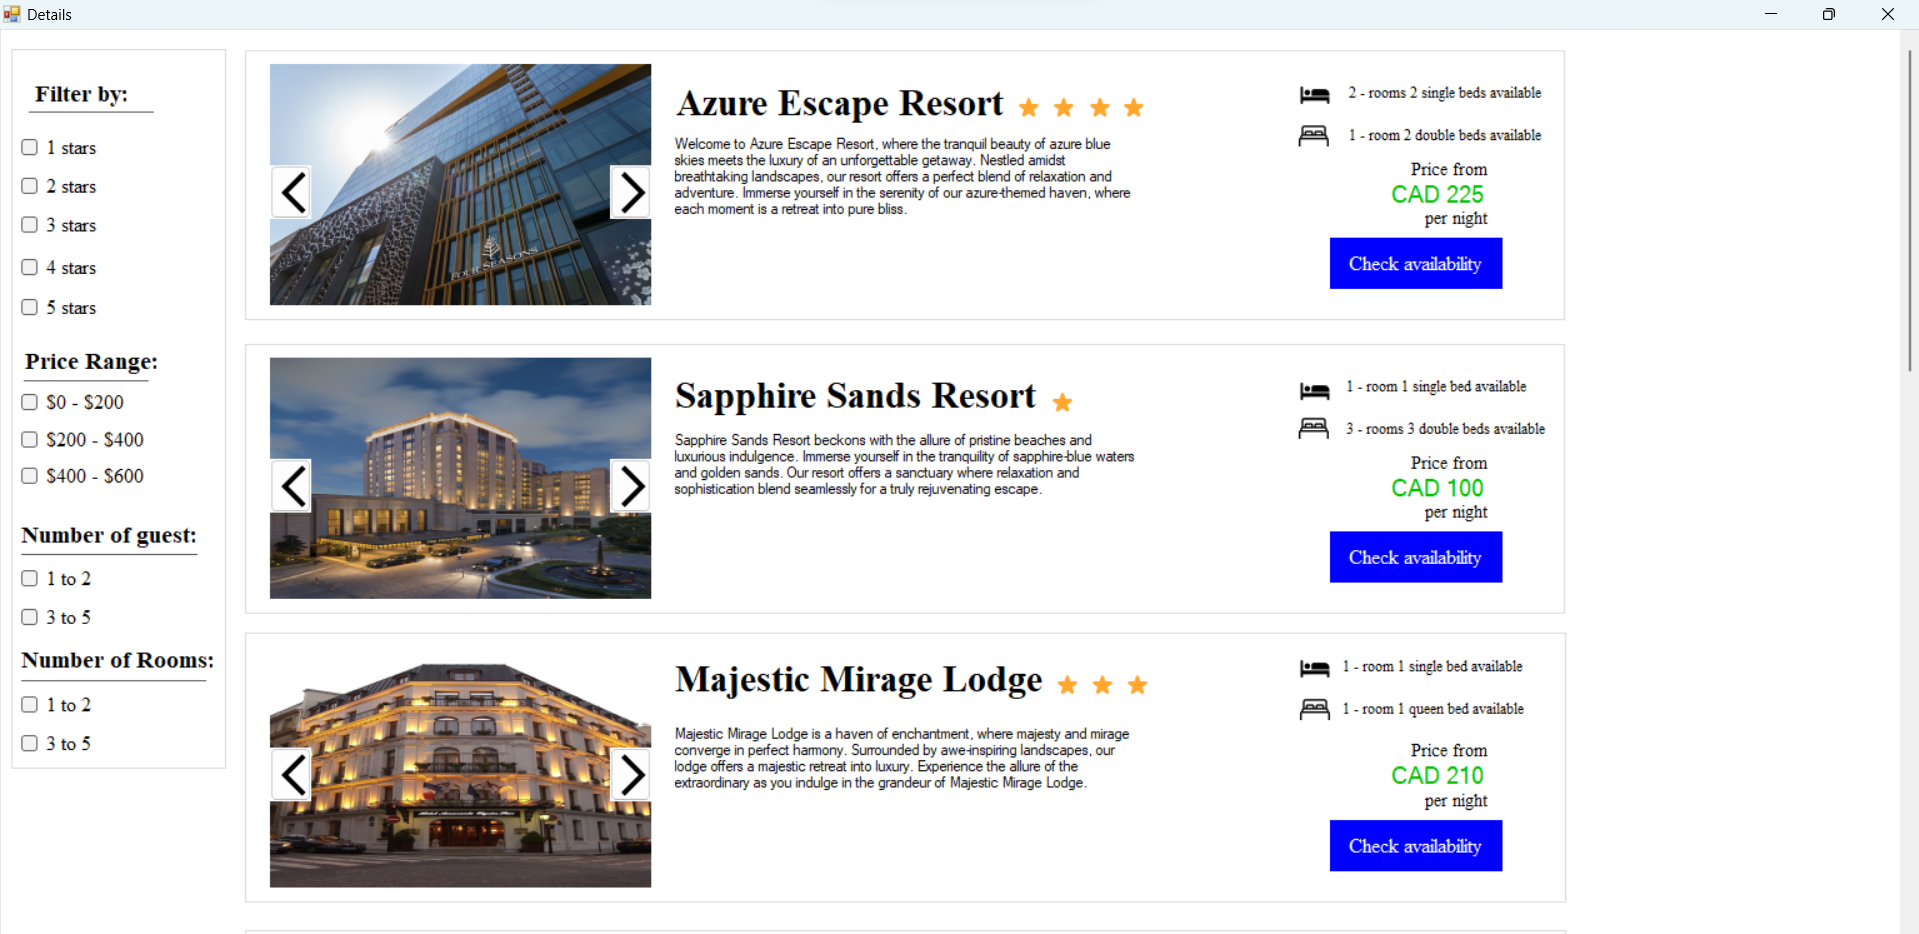 Details
Filter by:
1 stars
2 stars
3 stars
4 stars
5 stars
Price Range:
$0 - $200
$200 - $400
$400 - $600
Number of guest:
1 to 2
3 to 5
Number of Rooms:
1 to 2
3 to 5
FOUR SEASONS
Azure Escape Resort
Welcome to Azure Escape Resort, where the tranquil beauty of azure blue
skies meets the luxury of an unforgettable getaway. Nestled amidst
breathtaking landscapes, our resort offers a perfect blend of relaxation and
adventure. Immerse yourself in the serenity of our azure-themed haven, where
each moment is a retreat into pure bliss.
2 - rooms 2 single beds available
1 - room 2 double beds available
Price from
CAD 225
per night
Check availability
Sapphire Sands Resort
Sapphire Sands Resort beckons with the allure of pristine beaches and
luxurious indulgence. Immerse yourself in the tranquility of sapphire-blue waters
and golden sands. Our resort offers a sanctuary where relaxation and
sophistication blend seamlessly for a truly rejuvenating escape.
1 - room 1 single bed available
3 - rooms 3 double beds available
Price from
CAD 100
per night
Check availability
Majestic Mirage Lodge
Majestic Mirage Lodge is a haven of enchantment, where majesty and mirage
converge in perfect harmony. Surrounded by awe-inspiring landscapes, our
lodge offers a majestic retreat into luxury. Experience the allure of the
extraordinary as you indulge in the grandeur of Majestic Mirage Lodge.
1 - room 1 single bed available
1 - room 1 queen bed available
Price from
CAD 210
per night
Check availability